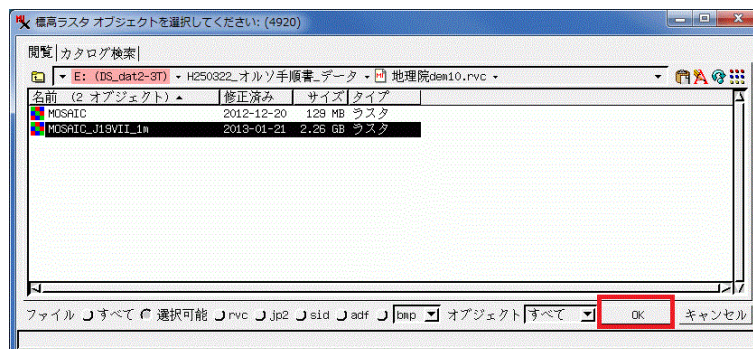 標高ラスタ オブジェクトを選択してください: (4920)
閲覧 カタログ検索
E: (DS_dat2-3T) H250322_オルソ手順書_データ 地理院dem10.rvc
名前 (2 オブジェクト) 修正済み サイズ タイプ
MOSAIC 2012-12-20 129 MB ラスタ
MOSAIC_J19VII_1m 2013-01-21 2.26 GB ラスタ
ファイル すべて 選択可能 rvc jp2 sid adf bmp オブジェクト すべて OK キャンセル